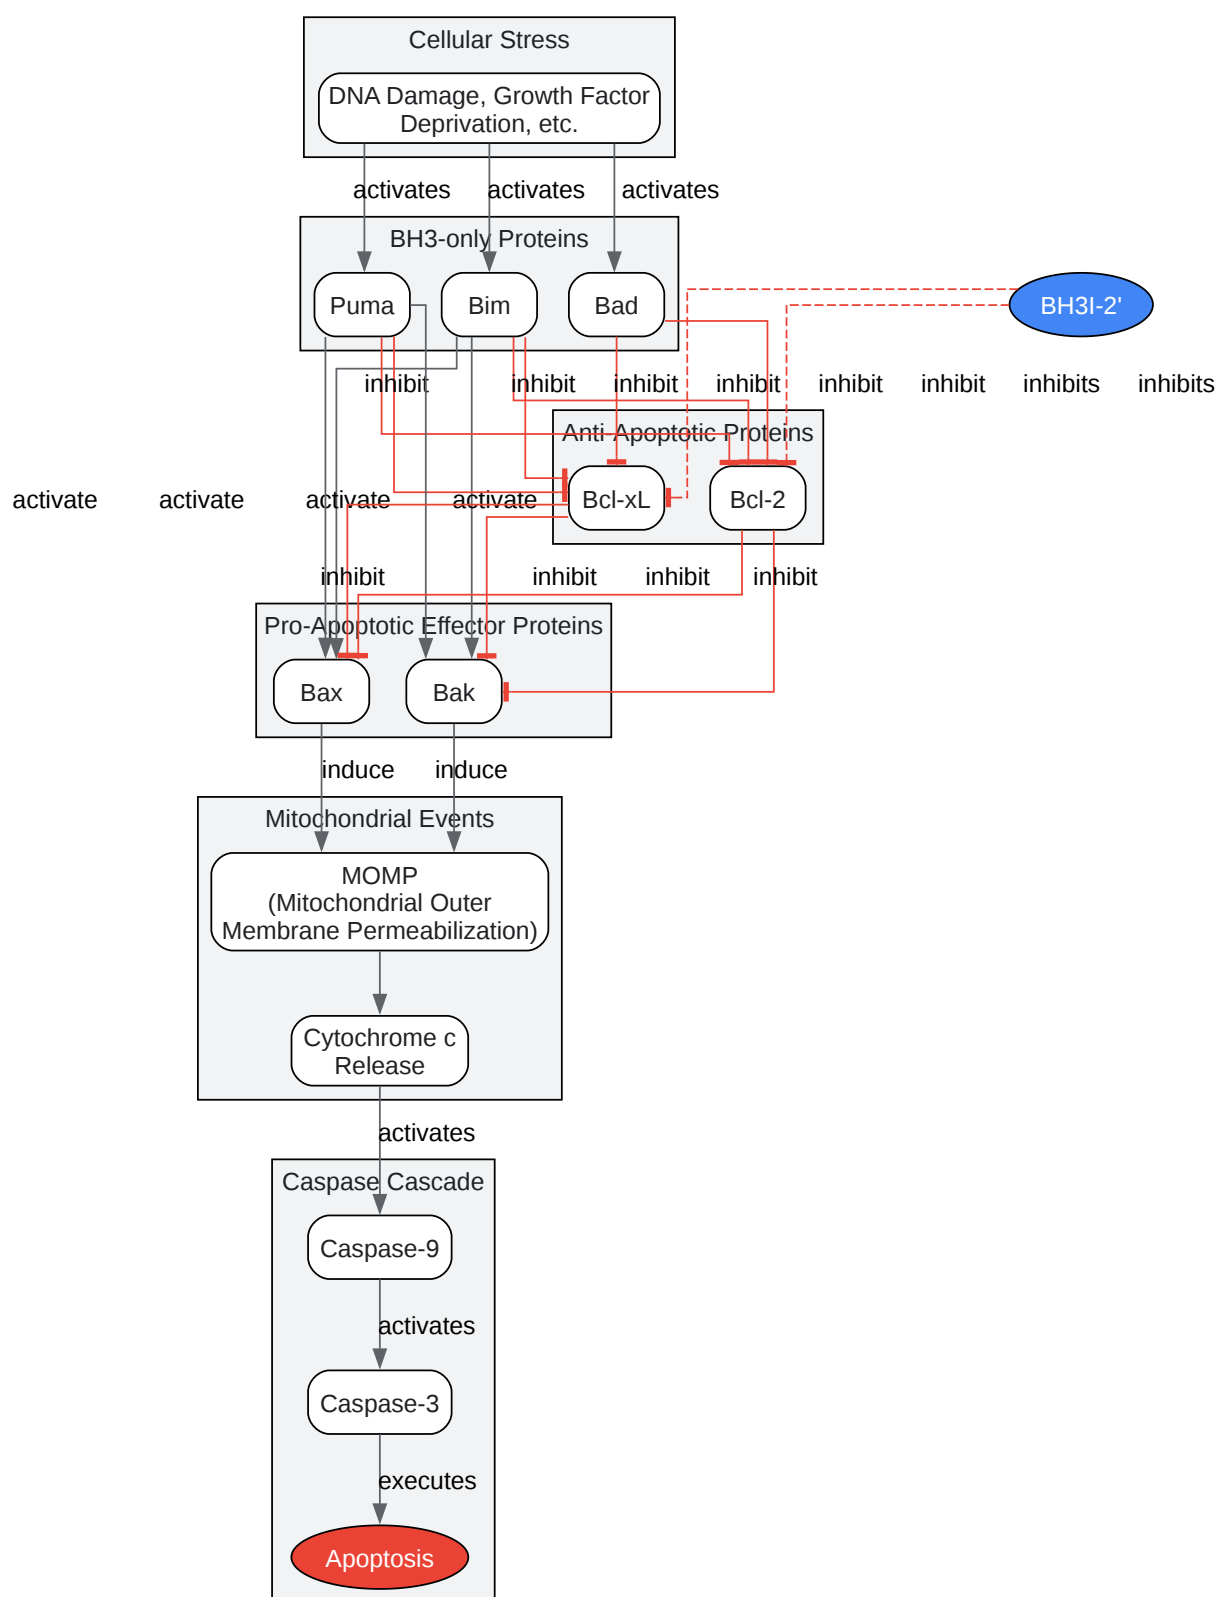 Cellular Stress
DNA Damage, Growth Factor
Deprivation, etc.
activates
activates
activates
BH3-only Proteins
Puma
Bim
Bad
BH3I-2'
inhibit
inhibit
inhibit
inhibit
inhibit
inhibit
inhibits
inhibits
Anti-Apoptotic Proteins
activate
activate
activate
activate
Bcl-xL
Bcl-2
inhibit
inhibit
inhibit
inhibit
Pro-Apoptotic Effector Proteins
Bax
Bak
induce
induce
Mitochondrial Events
MOMP
(Mitochondrial Outer
Membrane Permeabilization)
Cytochrome c
Release
activates
Caspase Cascade
Caspase-9
activates
Caspase-3
executes
Apoptosis